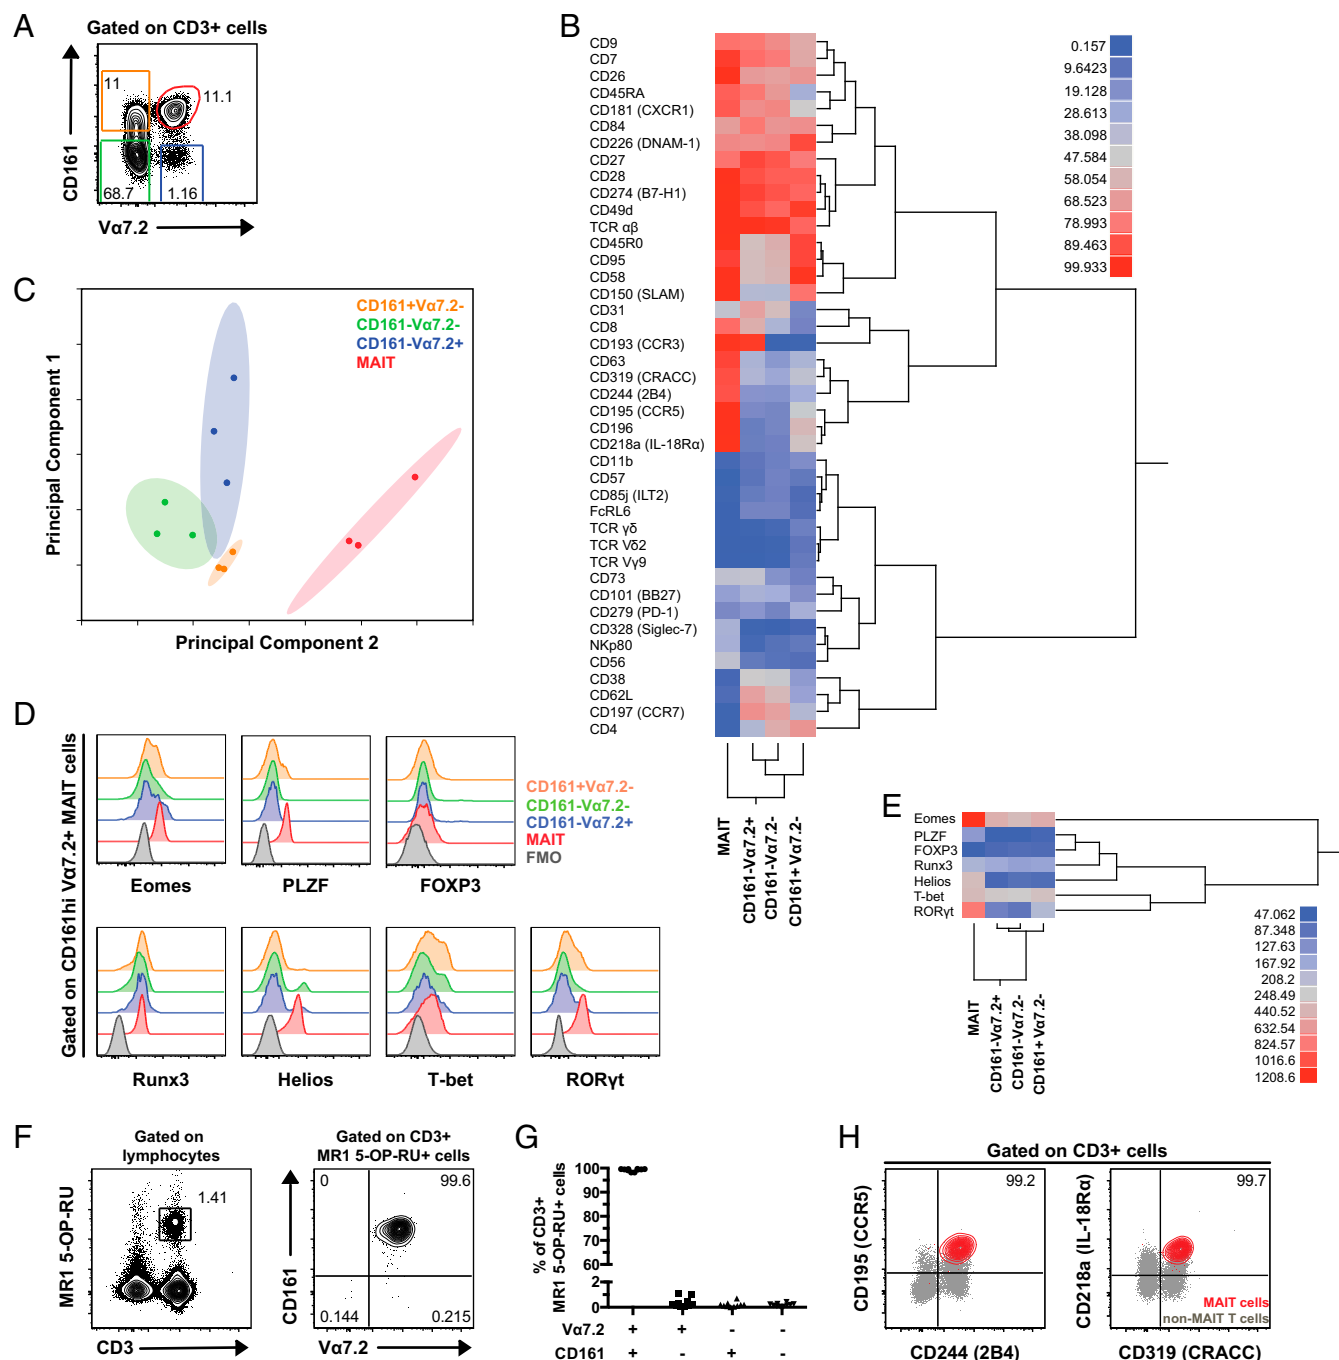 A
Gated on CD3+ cells
CD161
11
11.1
68.7
1.16
Vα7.2
B
CD9
CD7
CD26
CD45RA
CD181 (CXCR1)
CD84
CD226 (DNAM-1)
CD27
CD28
CD274 (B7-H1)
CD49d
TCR αβ
CD45R0
CD95
CD58
CD150 (SLAM)
CD31
CD8
CD193 (CCR3)
CD63
CD319 (CRACC)
CD244 (2B4)
CD195 (CCR5)
CD196
CD218a (IL-18Rα)
CD11b
CD57
CD85j (ILT2)
FcRL6
TCR γδ
TCR Vδ2
TCR Vγ9
CD73
CD101 (BB27)
CD279 (PD-1)
CD328 (Siglec-7)
NKp80
CD56
CD38
CD62L
CD197 (CCR7)
CD4
MAIT
CD161-Vα7.2+
CD161-Vα7.2-
CD161+Vα7.2-
0.157
9.6423
19.128
28.613
38.098
47.584
58.054
68.523
78.993
89.463
99.933
C
CD161+Vα7.2-
CD161-Vα7.2-
CD161-Vα7.2+
MAIT
Principal Component 1
Principal Component 2
D
Gated on CD161hi Vα7.2+ MAIT cells
Eomes
PLZF
FOXP3
CD161+Vα7.2-
CD161-Vα7.2-
CD161-Vα7.2+
MAIT
FMO
Runx3
Helios
T-bet
RORγt
E
Eomes
PLZF
FOXP3
Runx3
Helios
T-bet
RORγt
MAIT
CD161-Vα7.2+
CD161-Vα7.2-
CD161+Vα7.2-
47.062
87.348
127.63
167.92
208.2
248.49
440.52
632.54
824.57
1016.6
1208.6
F
Gated on
lymphocytes
MR1 5-OP-RU
1.41
CD3
Gated on CD3+
MR1 5-OP-RU+ cells
CD161
0
99.6
0.144
0.215
Vα7.2
G
% of CD3+
MR1 5-OP-RU+ cells
100
90
80
70
60
2
0
Vα7.2 + + - -
CD161 + - + -
H
Gated on CD3+ cells
CD195 (CCR5)
99.2
CD244 (2B4)
CD218a (IL-18Rα)
99.7
MAIT cells
non-MAIT T cells
CD319 (CRACC)